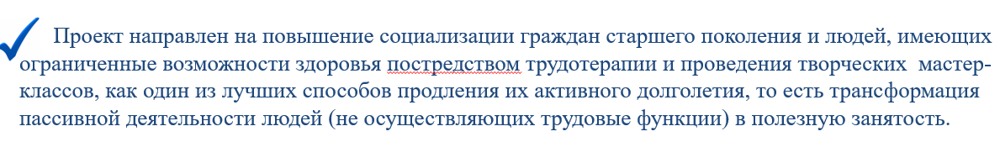 Проект направлен на повышение социализации граждан старшего поколения и людей, имеющих
ограниченные возможности здоровья постредством трудотерапии и проведения творческих мастер-
классов, как один из лучших способов продления их активного долголетия, то есть трансформация
пассивной деятельности людей (не осуществляющих трудовые функции) в полезную занятость.